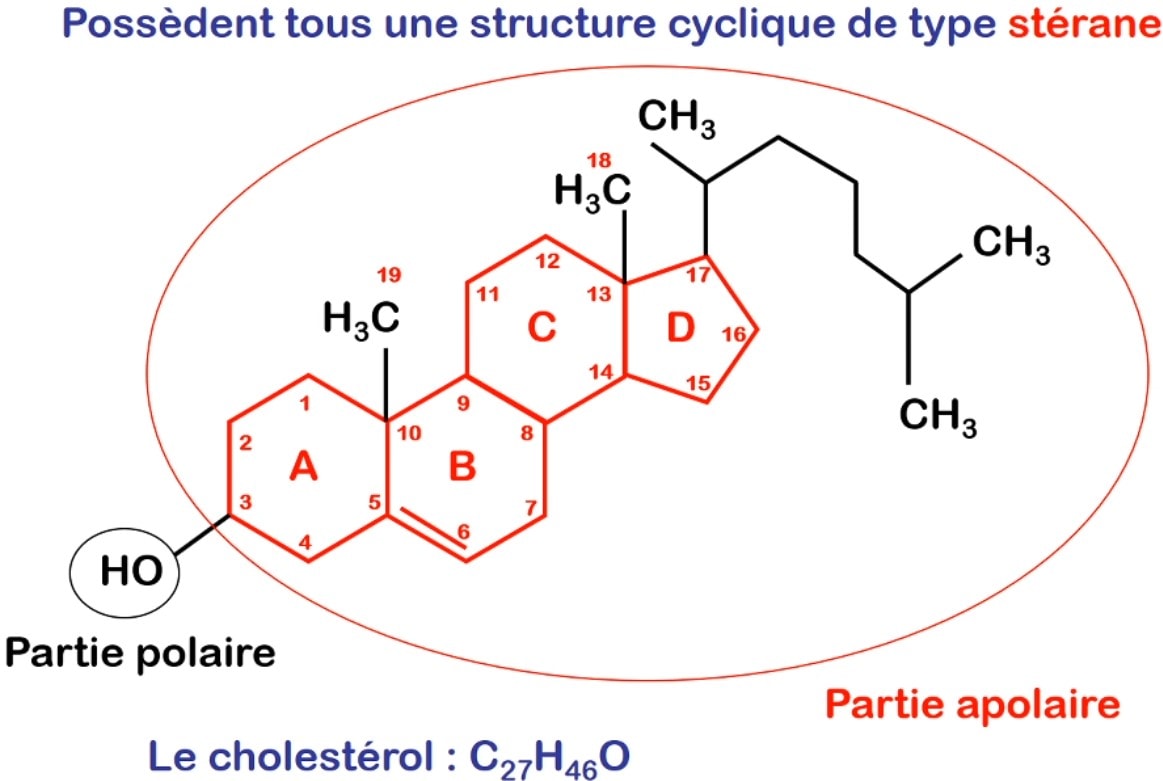 Possèdent tous une structure cyclique de type stérane
CH₃
18
H₃C
CH₃
12
17
19
11
13
H₃C
C
D
16
14
15
1
9
CH₃
2
10
8
A
B
3
5
7
6
4
HO
Partie polaire
Partie apolaire
Le cholestérol : C₂₇H₄₆O